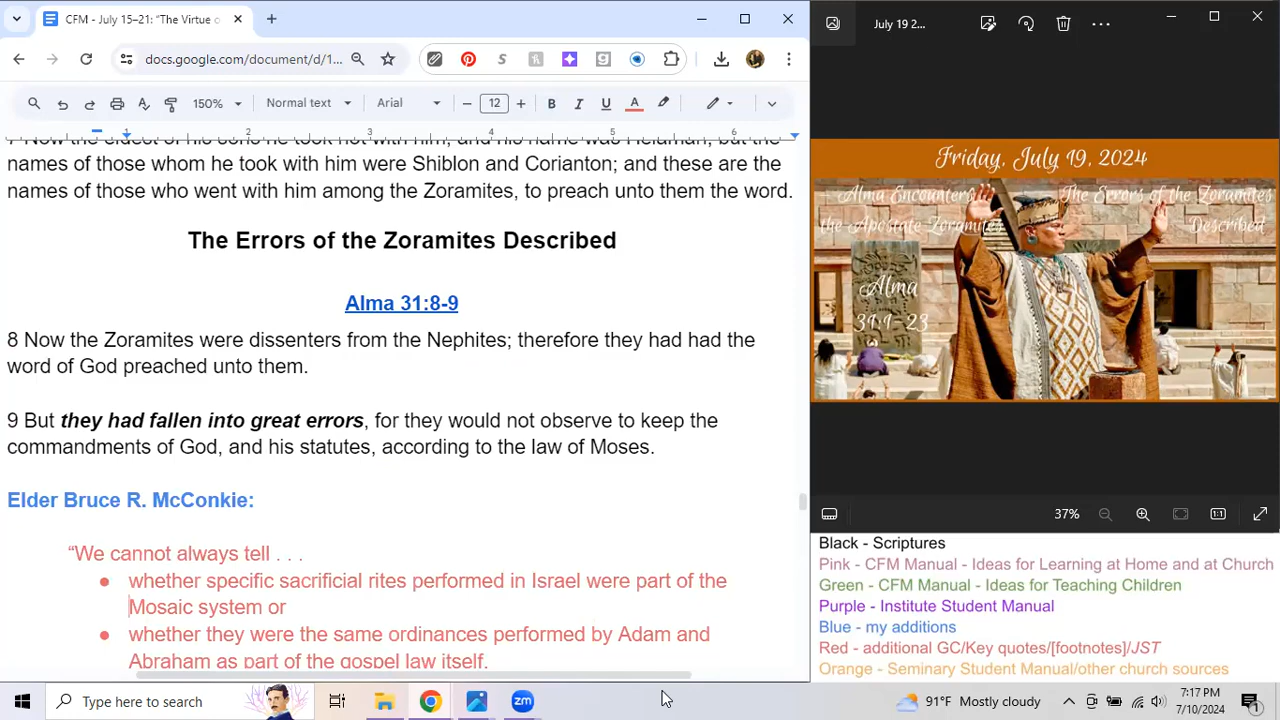 CFM - July 15–21: "The Virtue o
docs.google.com/document/d/1...
150%
Normal text
Arial
12
2
3
4
5
6
names of those whom he took with him were Shiblon and Corianton; and these are the
names of those who went with him among the Zoramites, to preach unto them the word.
The Errors of the Zoramites Described
Alma 31:8-9
8 Now the Zoramites were dissenters from the Nephites; therefore they had had the
word of God preached unto them.
9 But they had fallen into great errors, for they would not observe to keep the
commandments of God, and his statutes, according to the law of Moses.
Elder Bruce R. McConkie:
“We cannot always tell . . .
● whether specific sacrificial rites performed in Israel were part of the
Mosaic system or
● whether they were the same ordinances performed by Adam and
Abraham as part of the gospel law itself.
July 19 2...
Friday, July 19, 2024
Alma Encounters
the Apostate Zoramites
The Errors of the Zoramites
Described
Alma
31:1-23
37%
1:1
Black - Scriptures
Pink - CFM Manual - Ideas for Learning at Home and at Church
Green - CFM Manual - Ideas for Teaching Children
Purple - Institute Student Manual
Blue - my additions
Red - additional GC/Key quotes/[footnotes]/JST
Orange - Seminary Student Manual/other church sources
Type here to search
zm
91°F Mostly cloudy
7:17 PM
7/10/2024